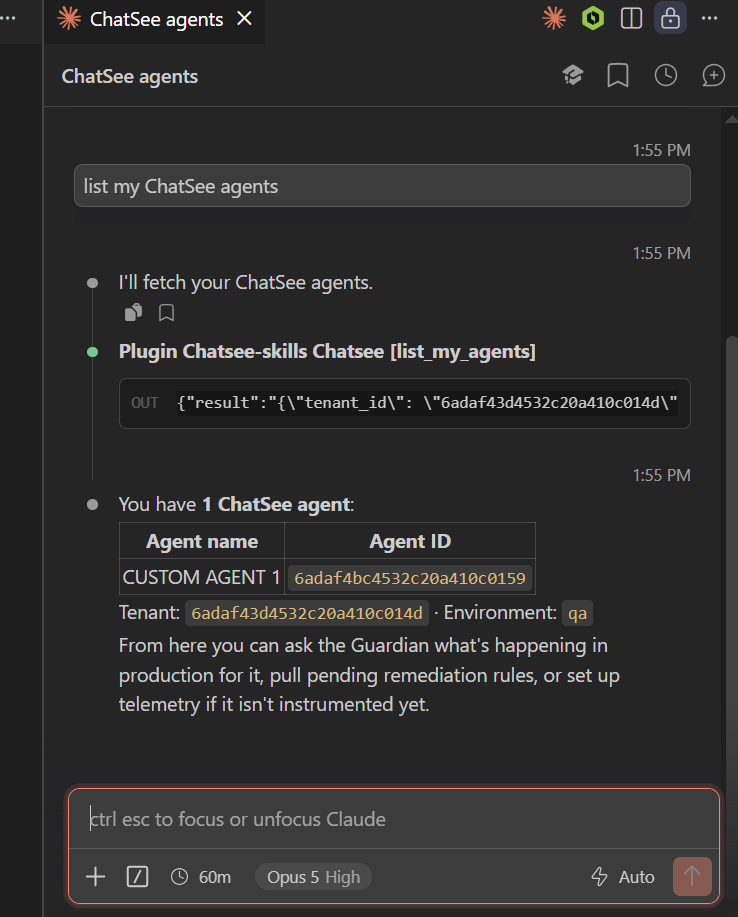 ChatSee agents
ChatSee agents
1:55 PM
list my ChatSee agents
1:55 PM
I'll fetch your ChatSee agents.
Plugin Chatsee-skills Chatsee [list_my_agents]
OUT {"result":"{\"tenant_id\": \"6adaf43d4532c20a410c014d\"
1:55 PM
You have 1 ChatSee agent:
Agent name Agent ID
CUSTOM AGENT 1 6adaf4bc4532c20a410c0159
Tenant: 6adaf43d4532c20a410c014d · Environment: qa
From here you can ask the Guardian what's happening in
production for it, pull pending remediation rules, or set up
telemetry if it isn't instrumented yet.
ctrl esc to focus or unfocus Claude
60m Opus 5 High Auto